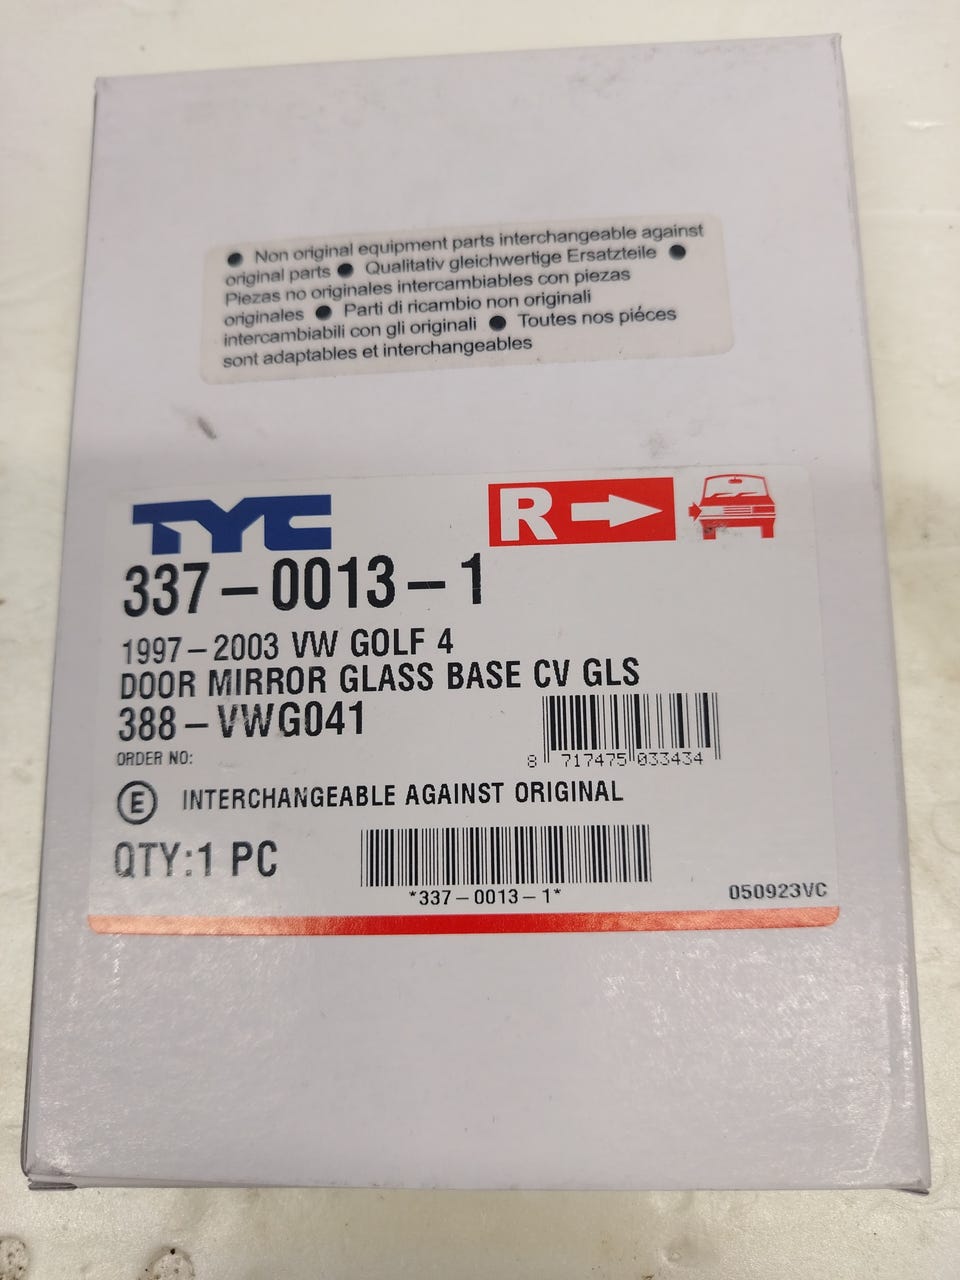 ● Non original equipment parts interchangeable against
original parts ● Qualitativ gleichwertige Ersatzteile ●
Piezas no originales intercambiables con piezas
originales ● Parti di ricambio non originali
intercambiabili con gli originali ● Toutes nos piéces
sont adaptables et interchangeables
TYC
R
337-0013-1
1997-2003 VW GOLF 4
DOOR MIRROR GLASS BASE CV GLS
388-VWG041
ORDER NO:
8 717475 033434
E INTERCHANGEABLE AGAINST ORIGINAL
QTY:1 PC
*337-0013-1*
050923VC